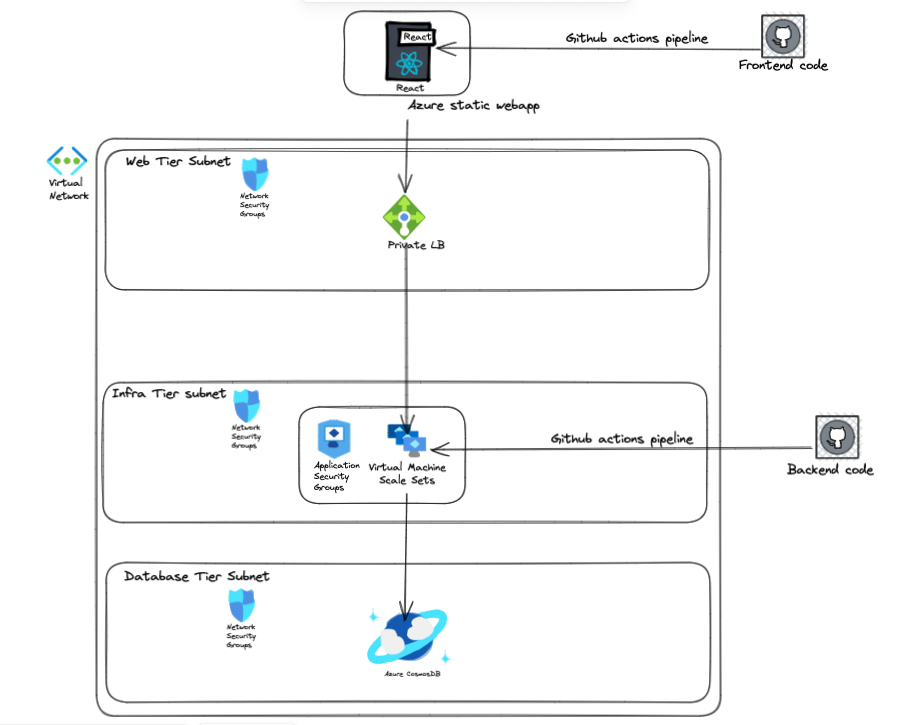 React
React
Github actions pipeline
Frontend code
Azure static webapp
Virtual
Network
Web Tier Subnet
Network
Security
Groups
Private LB
Infra Tier subnet
Network
Security
Groups
Application
Security
Groups
Virtual Machine
Scale Sets
Github actions pipeline
Backend code
Database Tier Subnet
Network
Security
Groups
Azure CosmosDB